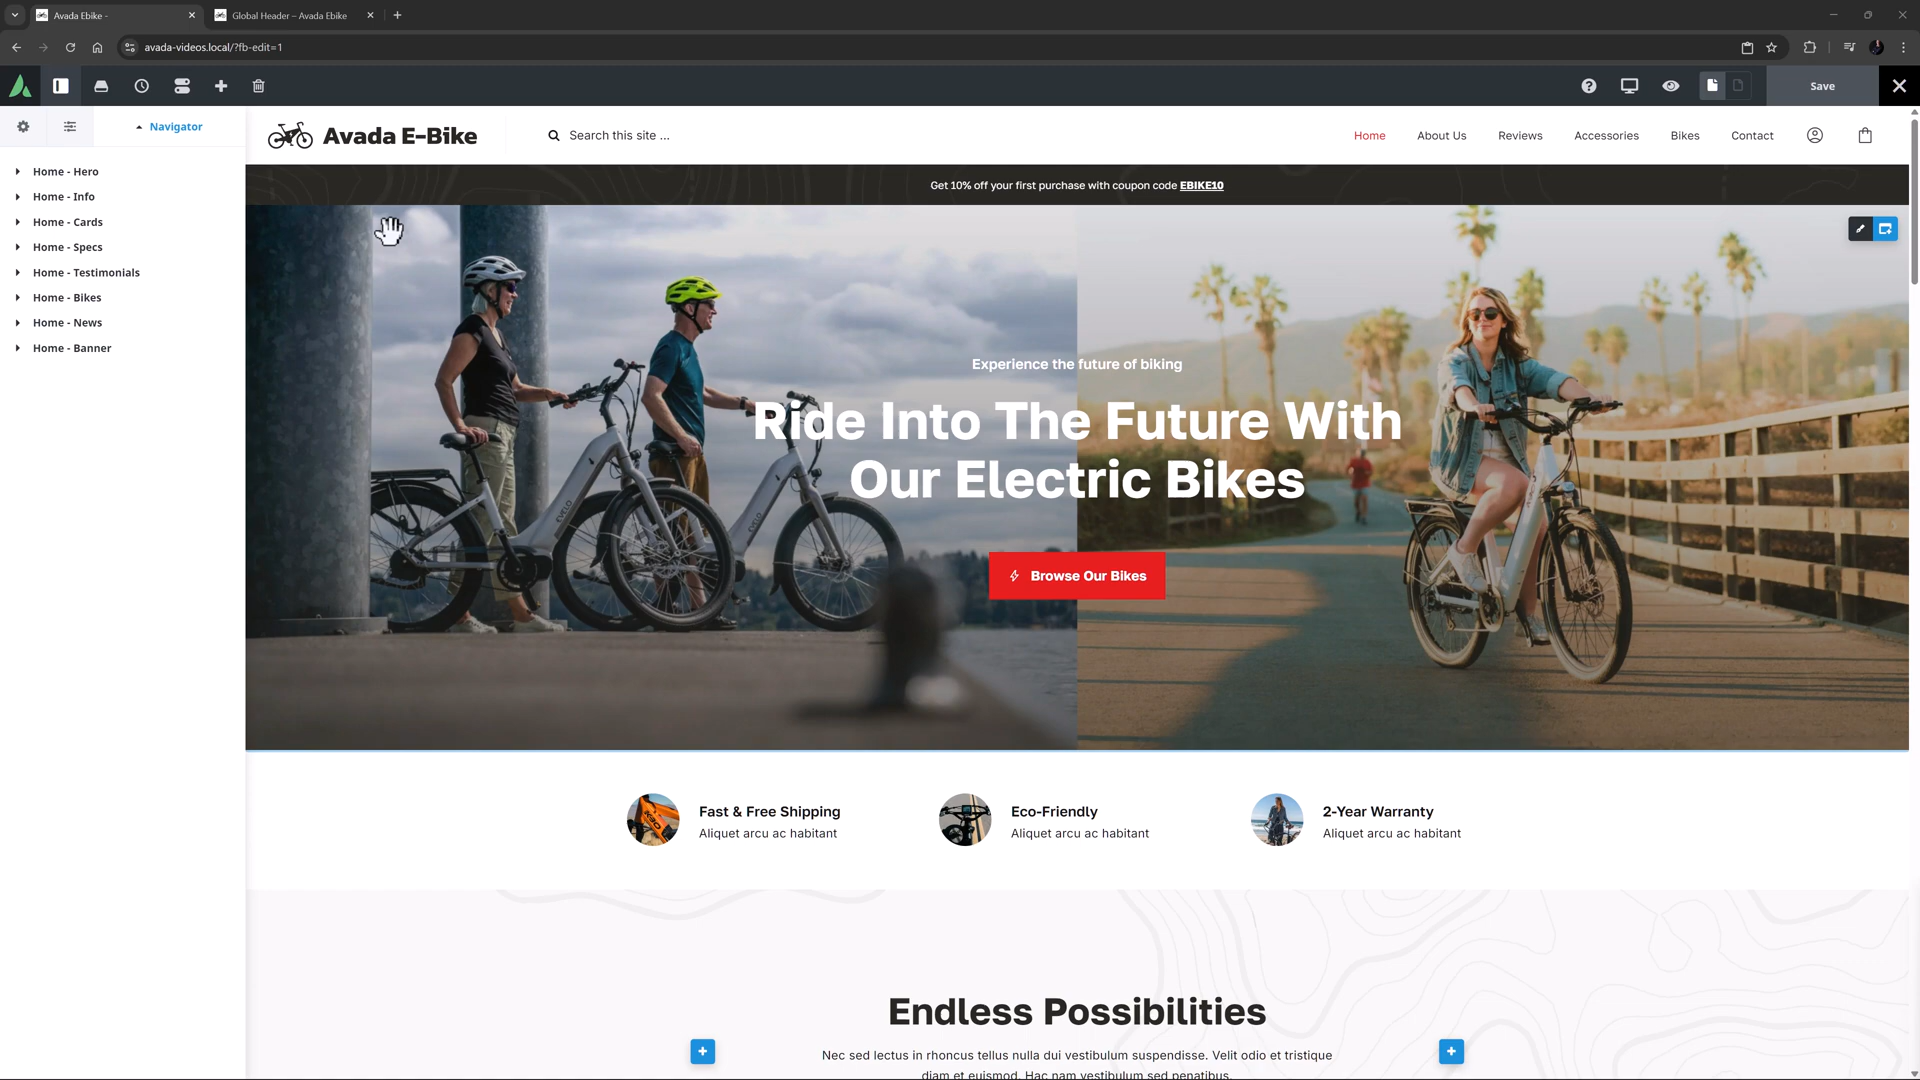 Avada Ebike -
Global Header – Avada Ebike
avada-videos.local/?fb-edit=1
Save
Navigator
Home - Hero
Home - Info
Home - Cards
Home - Specs
Home - Testimonials
Home - Bikes
Home - News
Home - Banner
Avada E-Bike
Search this site ...
Home
About Us
Reviews
Accessories
Bikes
Contact
Get 10% off your first purchase with coupon code EBIKE10
Experience the future of biking
Ride Into The Future With
Our Electric Bikes
Browse Our Bikes
Fast & Free Shipping
Aliquet arcu ac habitant
Eco-Friendly
Aliquet arcu ac habitant
2-Year Warranty
Aliquet arcu ac habitant
Endless Possibilities
Nec sed lectus in rhoncus tellus nulla dui vestibulum suspendisse. Velit odio et tristique
diam et euismod. Hac nam vestibulum sed penatibus.